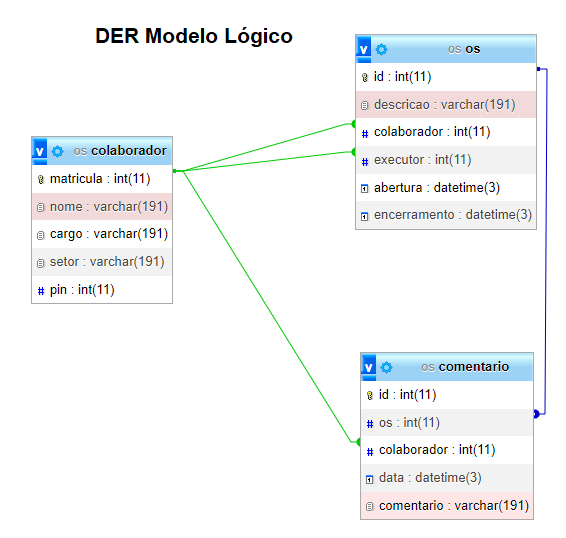 DER Modelo Lógico
v os os
id : int(11)
descricao : varchar(191)
# colaborador : int(11)
# executor : int(11)
abertura : datetime(3)
encerramento : datetime(3)
v os colaborador
matricula : int(11)
nome : varchar(191)
cargo : varchar(191)
setor : varchar(191)
# pin : int(11)
v os comentario
id : int(11)
# os : int(11)
# colaborador : int(11)
data : datetime(3)
comentario : varchar(191)